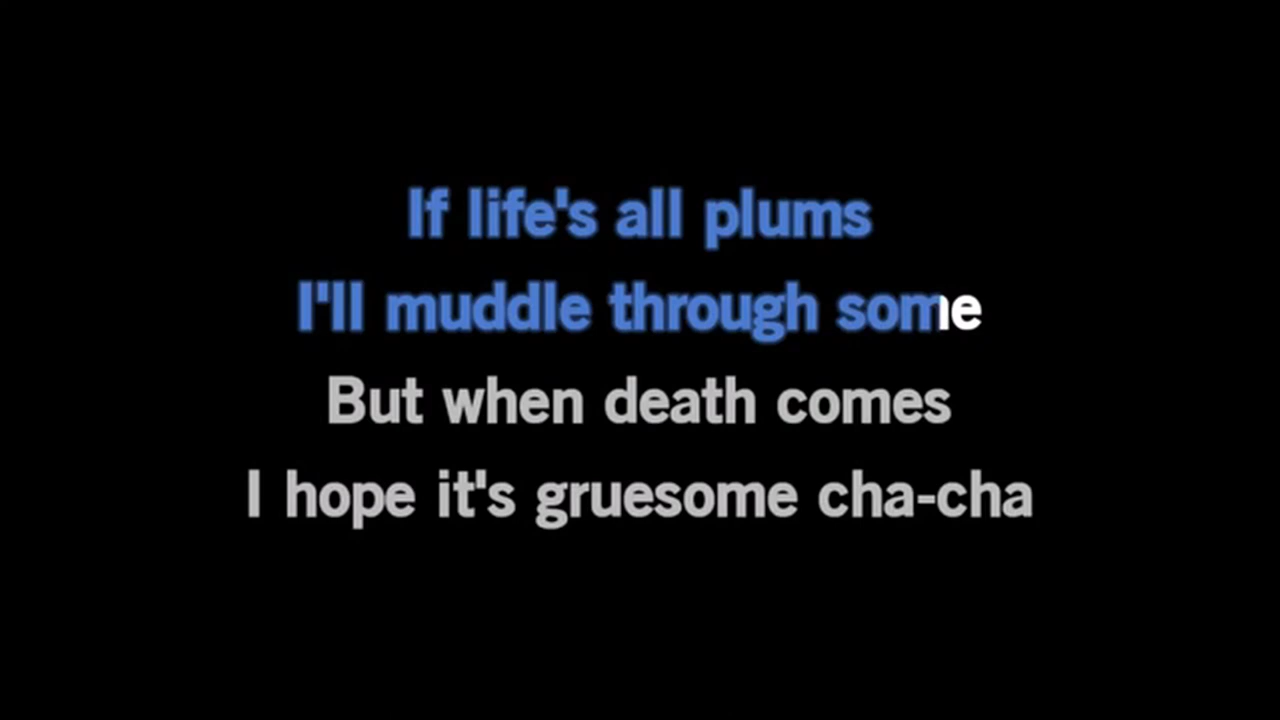 If life's all plums
I'll muddle through some
But when death comes
I hope it's gruesome cha-cha